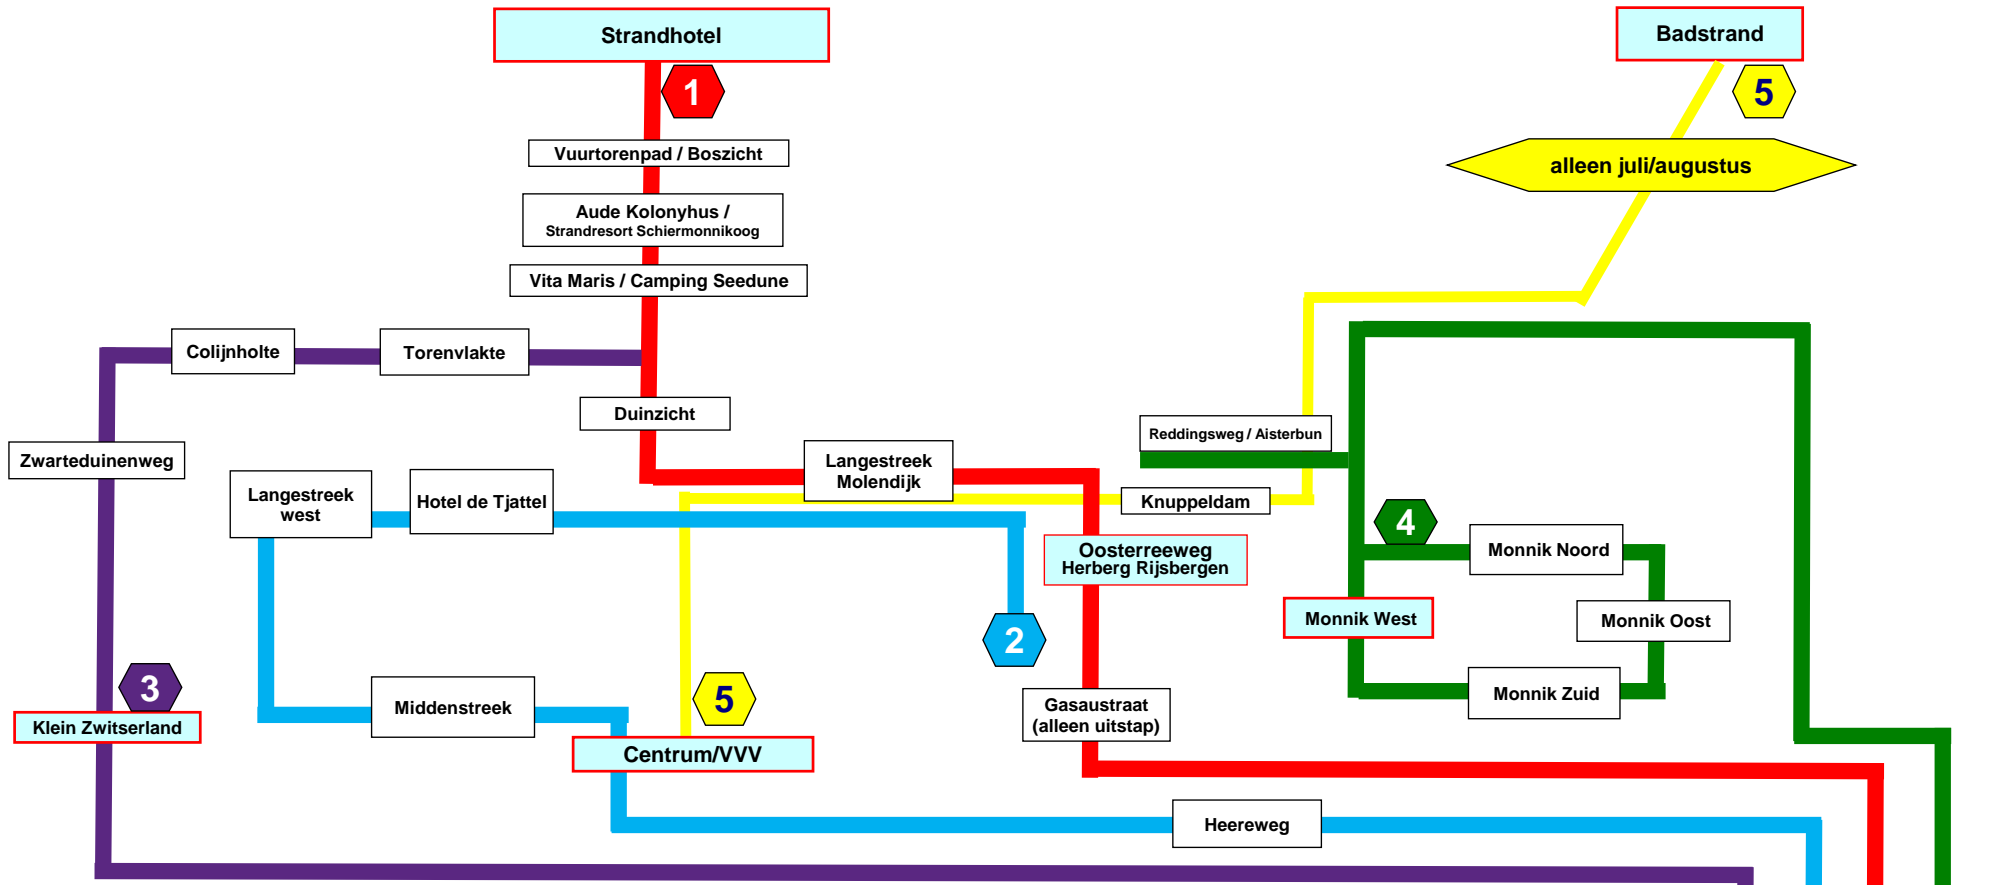 Strandhotel
Badstrand
1
5
Vuurtorenpad / Boszicht
alleen juli/augustus
Aude Kolonyhus /
Strandresort Schiermonnikoog
Vita Maris / Camping Seedune
Colijnholte
Torenvlakte
Duinzicht
Reddingsweg / Aisterbun
Zwarteduinenweg
Langestreek
Molendijk
Langestreek
west
Hotel de Tjattel
Knuppeldam
4
Oosterreeweg
Herberg Rijsbergen
Monnik Noord
Monnik West
Monnik Oost
2
3
Klein Zwitserland
Middenstreek
5
Gasaustraat
(alleen uitstap)
Monnik Zuid
Centrum/VVV
Heereweg